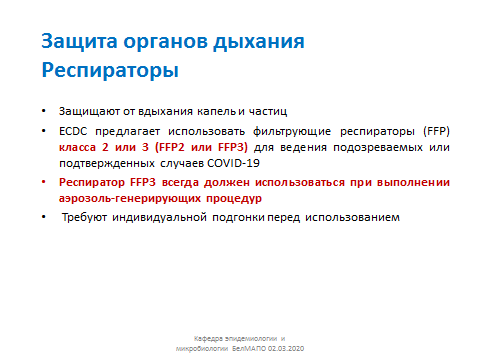 Защита органов дыхания
Респираторы
• Защищают от вдыхания капель и частиц
• ECDC предлагает использовать фильтрующие респираторы (FFP)
класса 2 или 3 (FFP2 или FFP3) для ведения подозреваемых или
подтвержденных случаев COVID-19
• Респиратор FFP3 всегда должен использоваться при выполнении
аэрозоль-генерирующих процедур
• Требуют индивидуальной подгонки перед использованием
Кафедра эпидемиологии и
микробиологии БелМАПО 02.03.2020